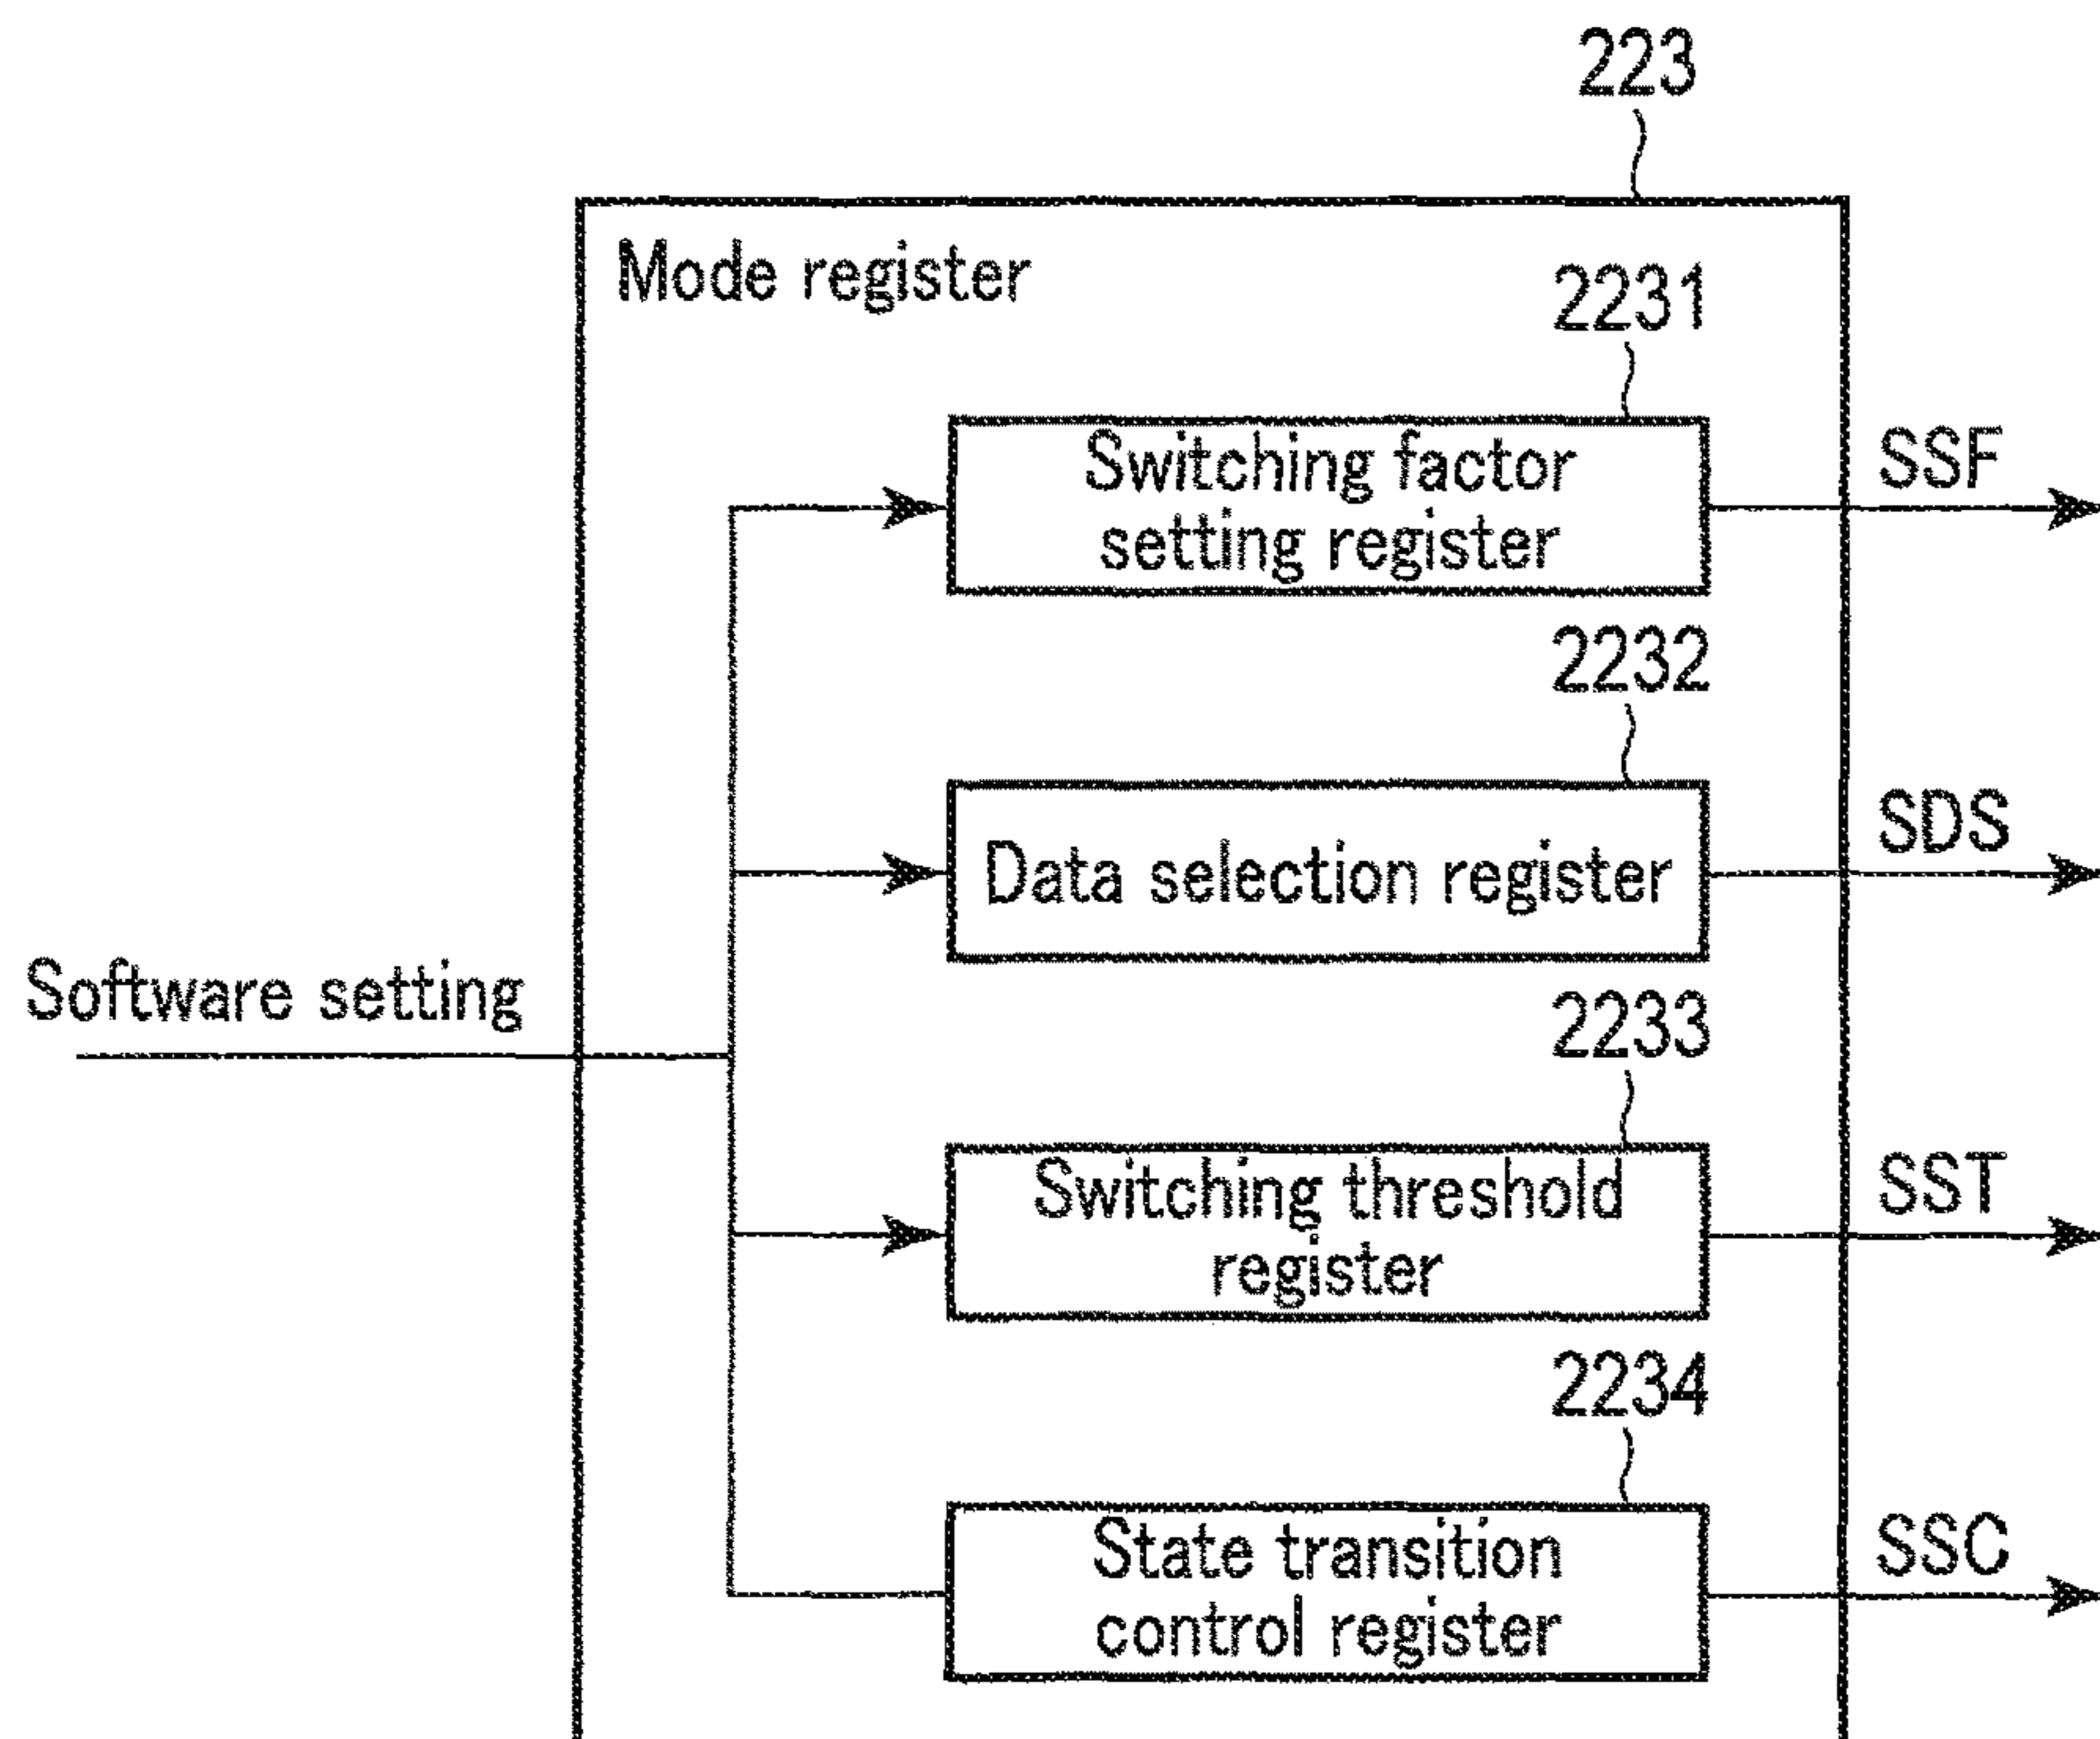 223
Mode register
2231
Switching factor
setting register
SSF
2232
Data selection register
SDS
Software setting
2233
Switching threshold
register
SST
2234
State transition
control register
SSC